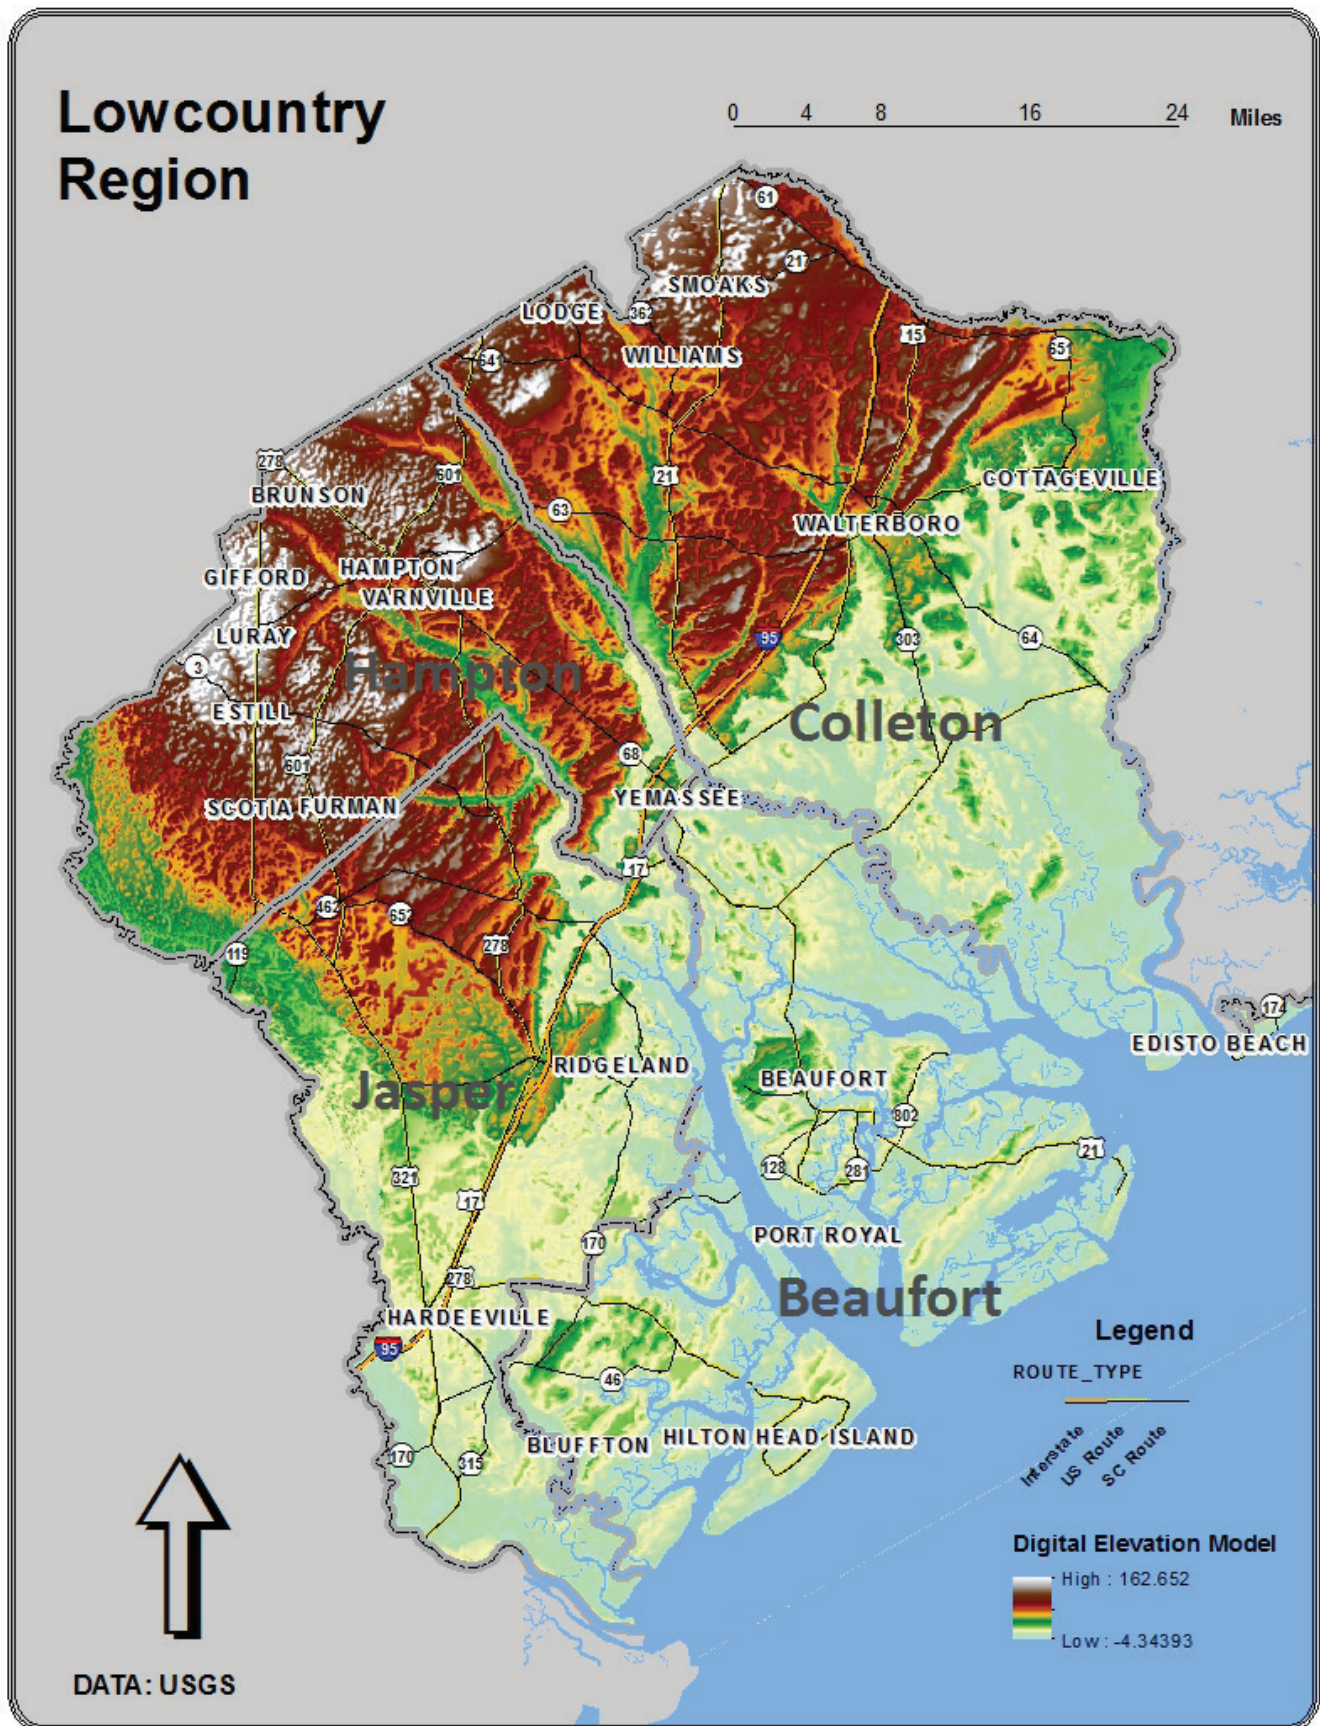 Lowcountry
Region
0 4 8 16 24 Miles
61
217
SMOAKS
LODGE
362
15
651
WILLIAMS
641
278
601
21
COTTAGEVILLE
BRUNSON
63
WALTERBORO
HAMPTON
GIFFORD
VARNVILLE
LURAY
95
303
64
3
Hampton
ESTILL
Colleton
68
601
YEMASSEE
SCOTIA FURMAN
17
462
652
278
119
174
EDISTO BEACH
RIDGELAND
BEAUFORT
Jasper
802
21
128
281
321
17
PORT ROYAL
170
278
Beaufort
HARDEEVILLE
95
Legend
ROUTE_TYPE
46
Interstate
US Route
SC Route
BLUFFTON
HILTON HEAD ISLAND
170
315
Digital Elevation Model
High : 162.652
Low : -4.34393
DATA: USGS